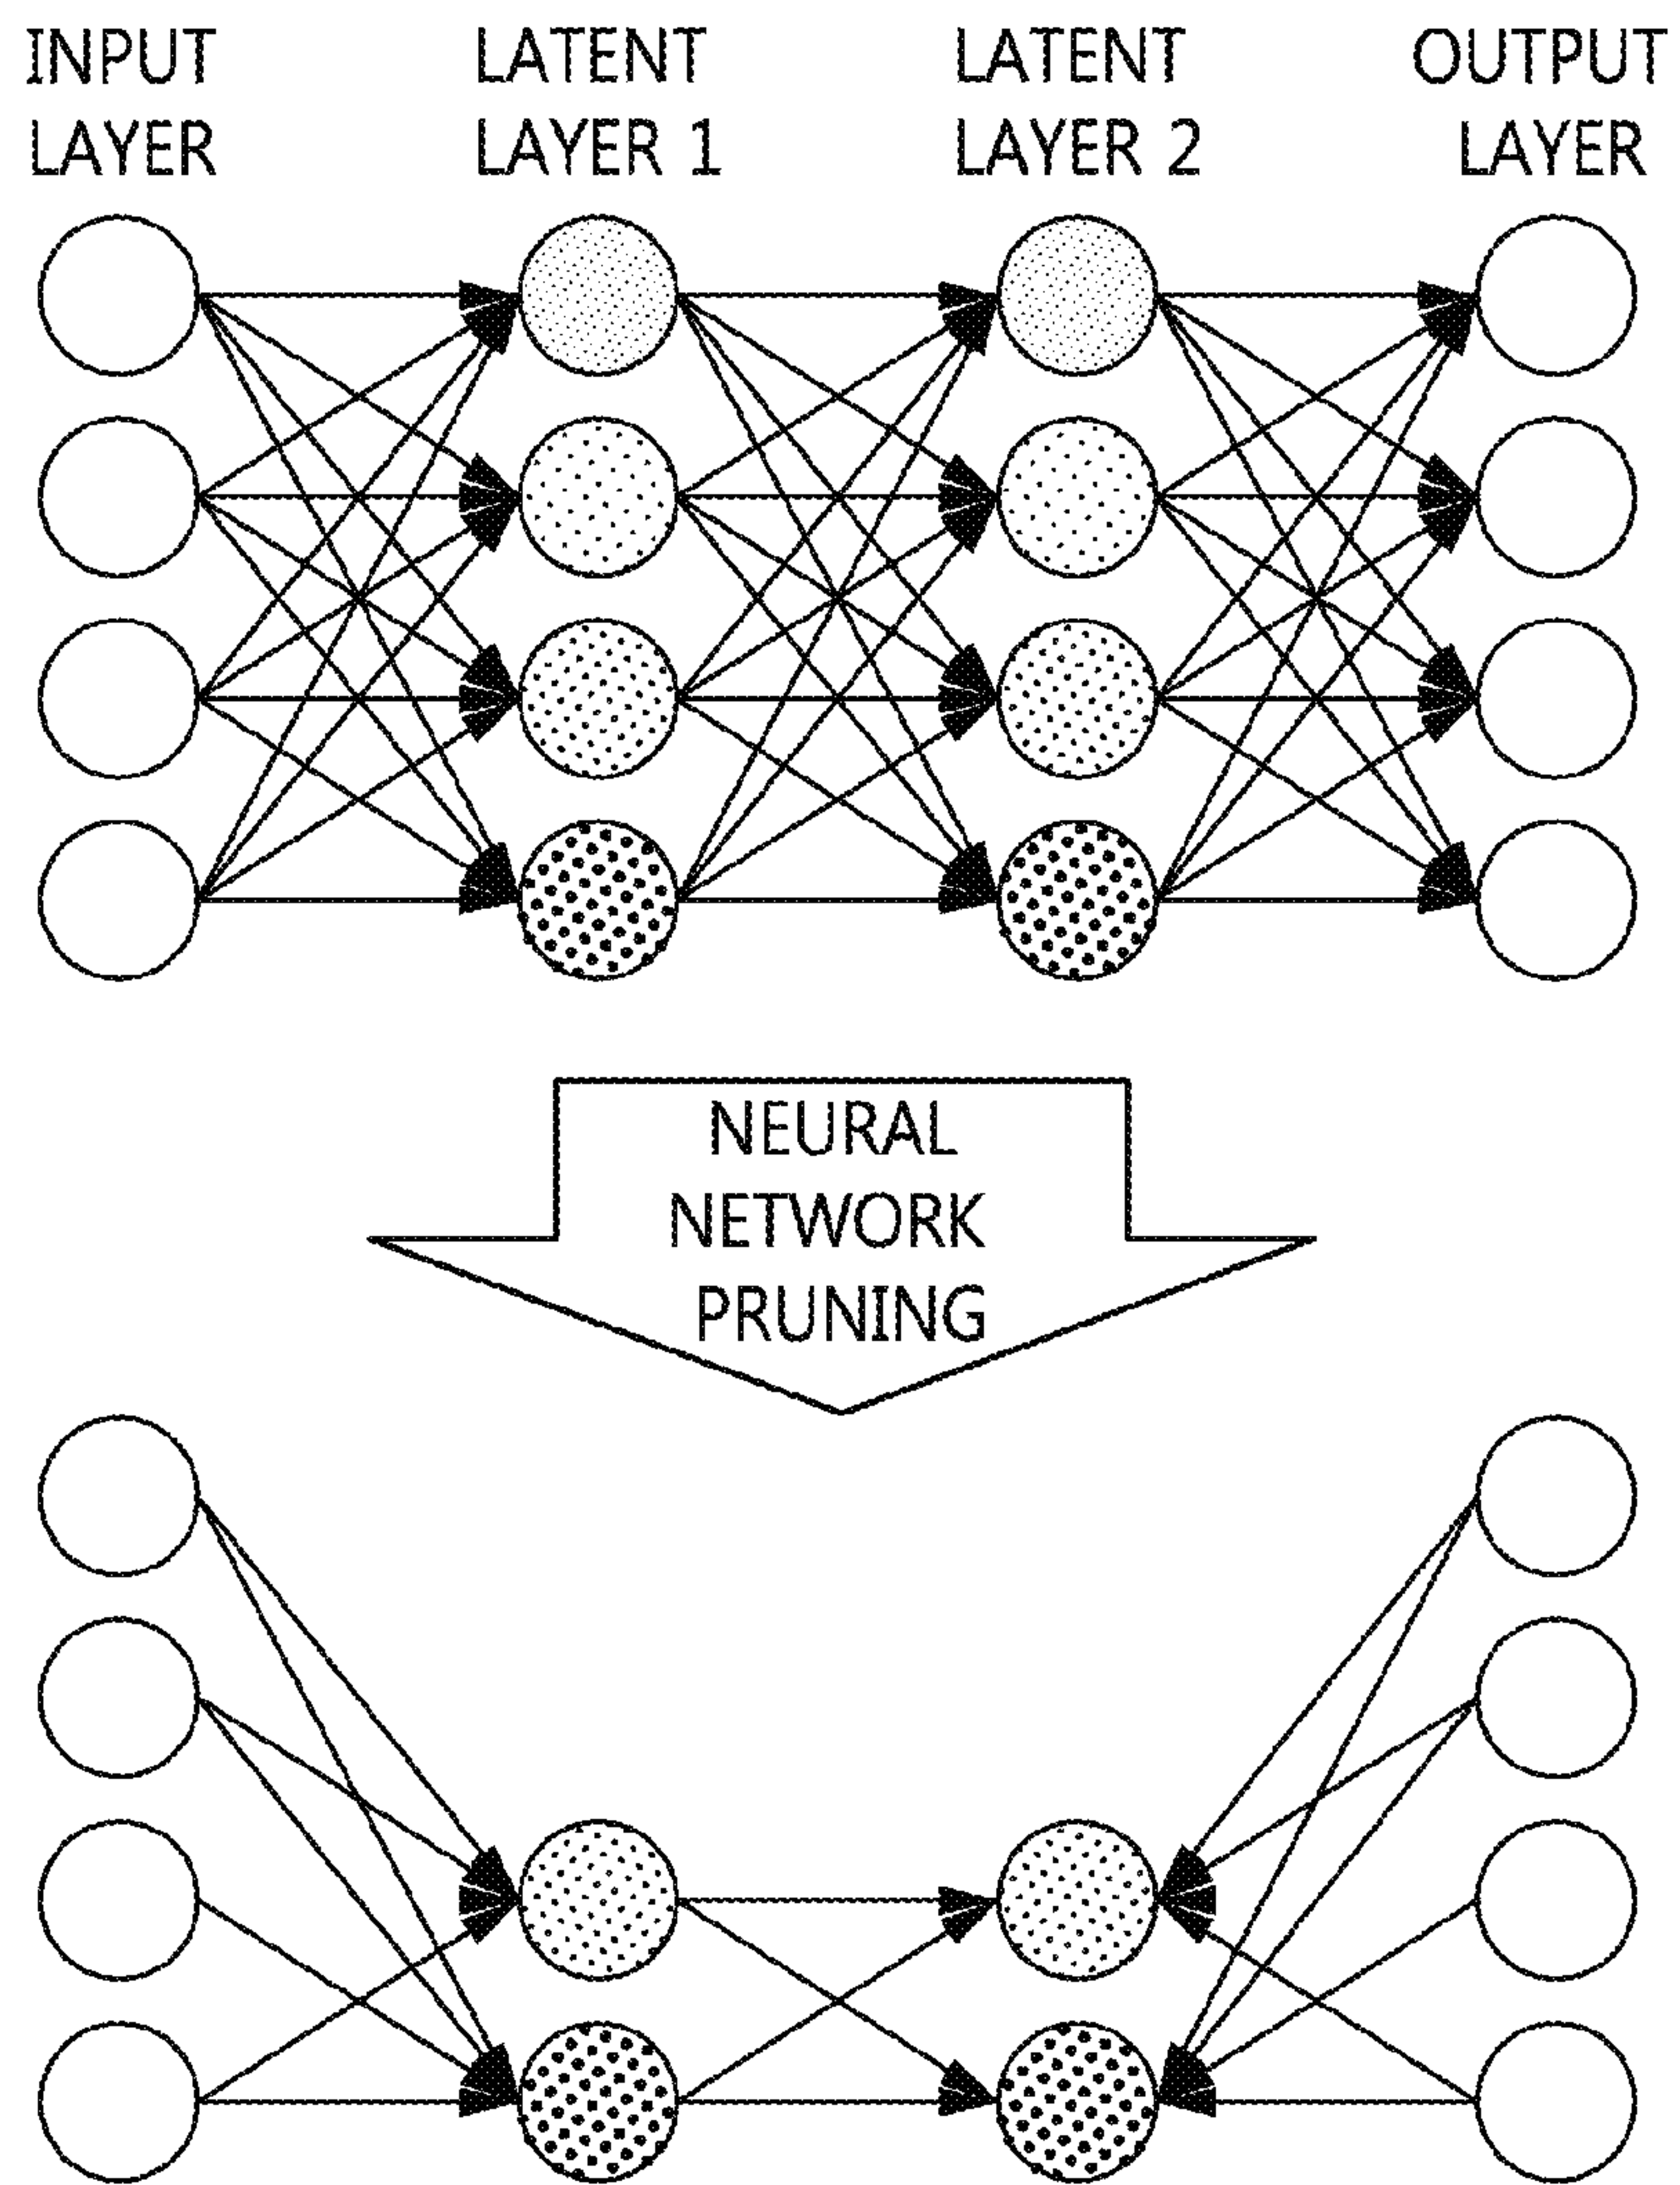 INPUT
LAYER
LATENT
LAYER 1
LATENT
LAYER 2
OUTPUT
LAYER
NEURAL
NETWORK
PRUNING